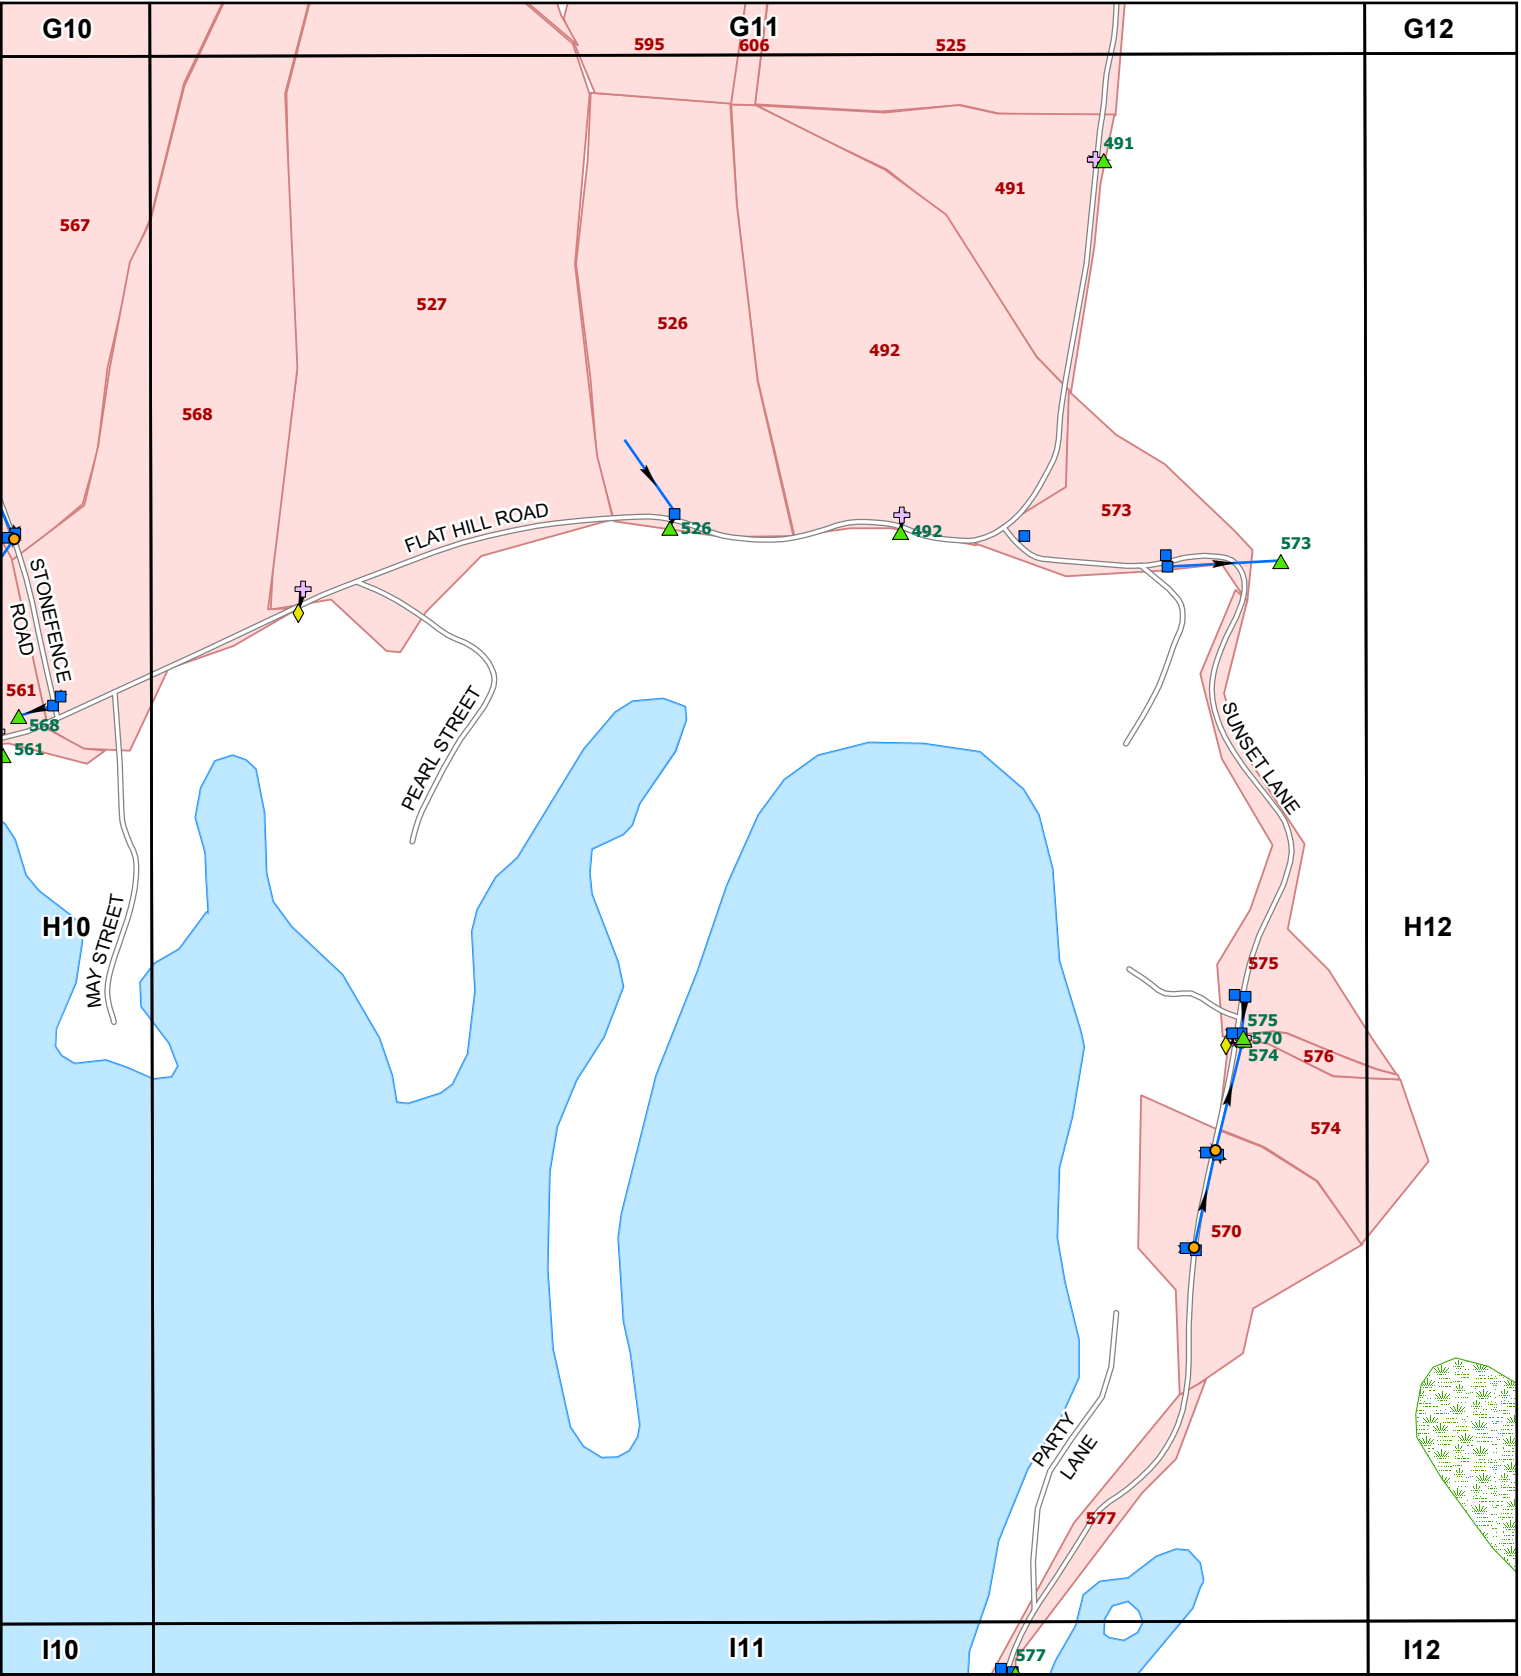 G10
G11
G12
595
606
525
491
491
567
527
526
492
568
FLAT HILL ROAD
526
492
573
573
STONEFENCE
ROAD
561
568
561
PEARL STREET
SUNSET LANE
MAY STREET
H10
H12
575
575
570
574
576
574
570
PARTY
LANE
577
I10
I11
577
I12